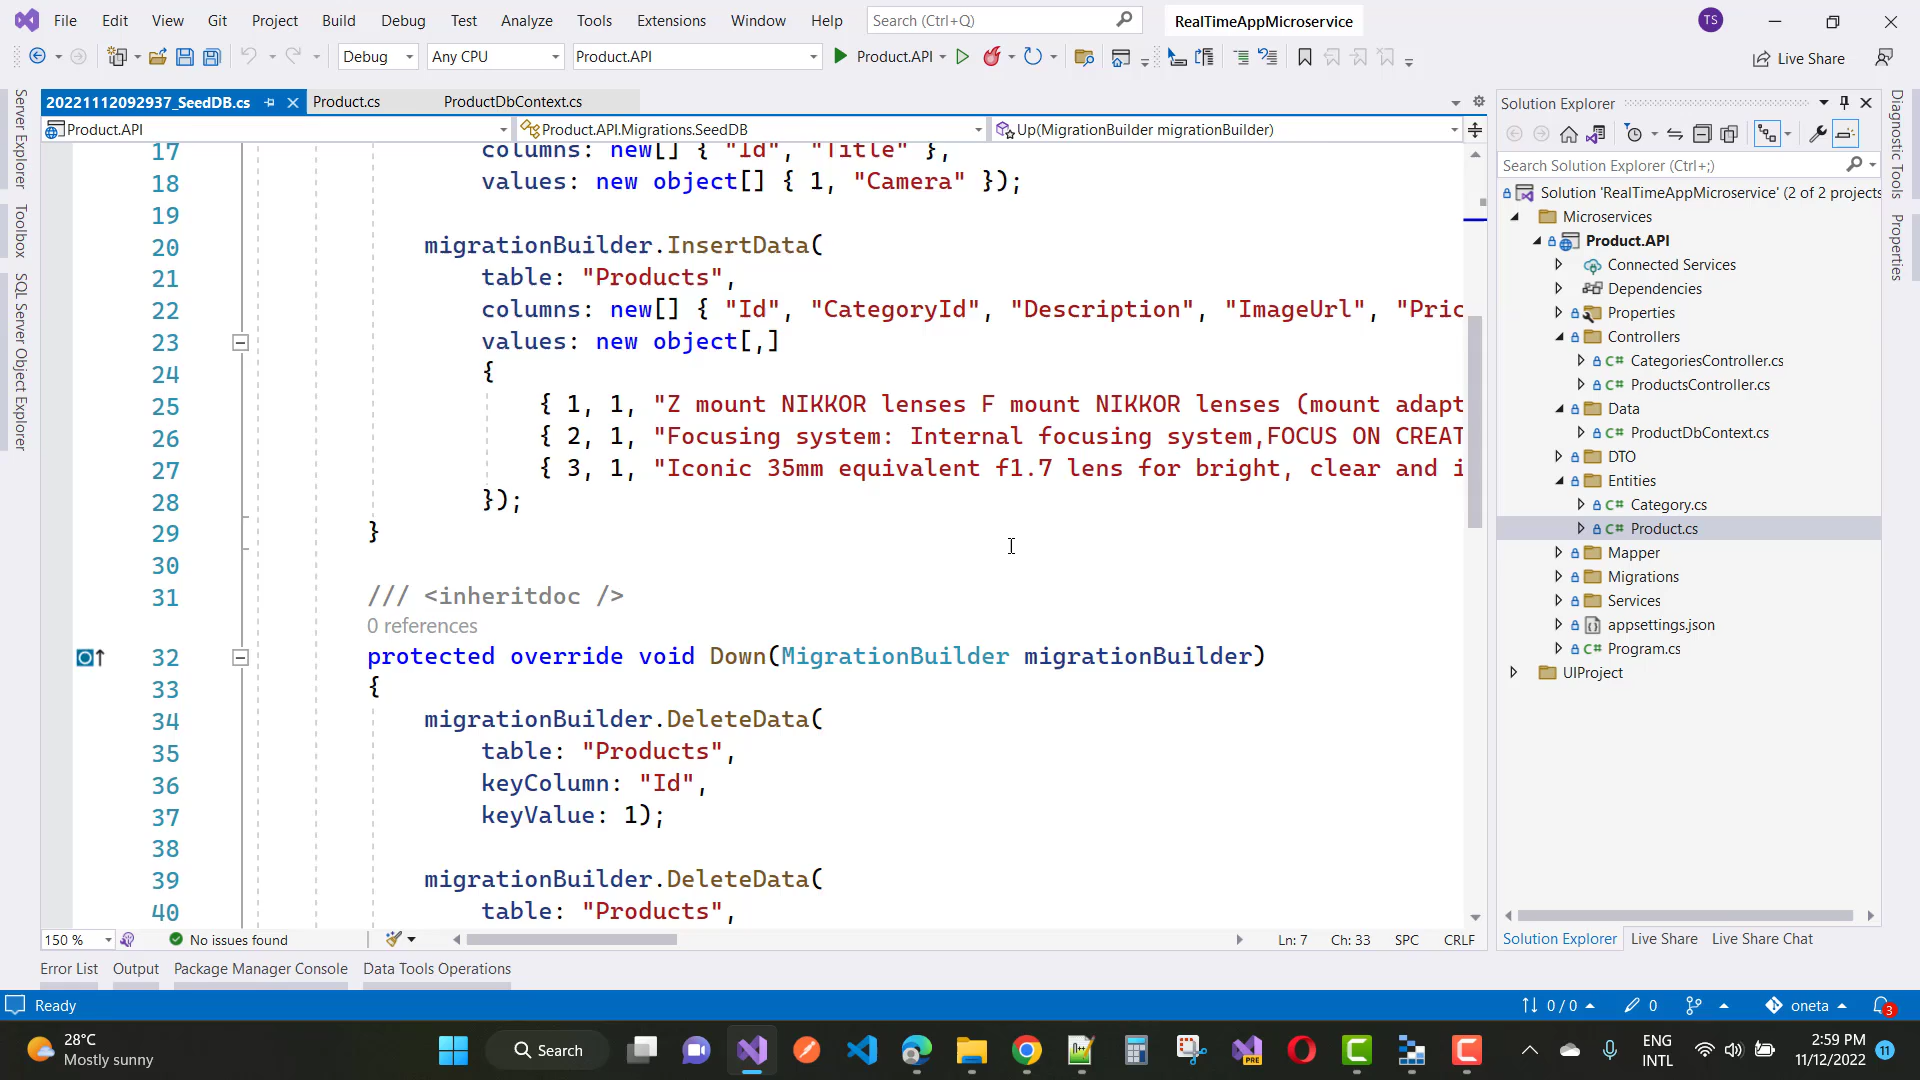 File Edit View Git Project Build Debug Test Analyze Tools Extensions Window Help Search (Ctrl+Q) RealTimeAppMicroservice TS
Debug Any CPU Product.API Product.API Live Share
20221112092937_SeedDB.cs Product.cs ProductDbContext.cs
Product.API Product.API.Migrations.SeedDB Up(MigrationBuilder migrationBuilder)
Server Explorer
Toolbox
SQL Server Object Explorer
17 columns: new[] { "Id", "Title" },
18 values: new object[] { 1, "Camera" });
19
20 migrationBuilder.InsertData(
21 table: "Products",
22 columns: new[] { "Id", "CategoryId", "Description", "ImageUrl", "Pric
23 values: new object[,]
24 {
25 { 1, 1, "Z mount NIKKOR lenses F mount NIKKOR lenses (mount adapt
26 { 2, 1, "Focusing system: Internal focusing system,FOCUS ON CREAT
27 { 3, 1, "Iconic 35mm equivalent f1.7 lens for bright, clear and i
28 });
29 }
30
31 /// <inheritdoc />
0 references
32 protected override void Down(MigrationBuilder migrationBuilder)
33 {
34 migrationBuilder.DeleteData(
35 table: "Products",
36 keyColumn: "Id",
37 keyValue: 1);
38
39 migrationBuilder.DeleteData(
40 table: "Products",
150 % No issues found Ln: 7 Ch: 33 SPC CRLF
Solution Explorer
Search Solution Explorer (Ctrl+;)
Solution 'RealTimeAppMicroservice' (2 of 2 projects
Microservices
Product.API
Connected Services
Dependencies
Properties
Controllers
CategoriesController.cs
ProductsController.cs
Data
ProductDbContext.cs
DTO
Entities
Category.cs
Product.cs
Mapper
Migrations
Services
appsettings.json
Program.cs
UIProject
Solution Explorer Live Share Live Share Chat
Diagnostic Tools
Properties
Error List Output Package Manager Console Data Tools Operations
Ready 0 / 0 0 oneta 3
28°C
Mostly sunny
Search
PRE
ENG
INTL
2:59 PM
11/12/2022
11